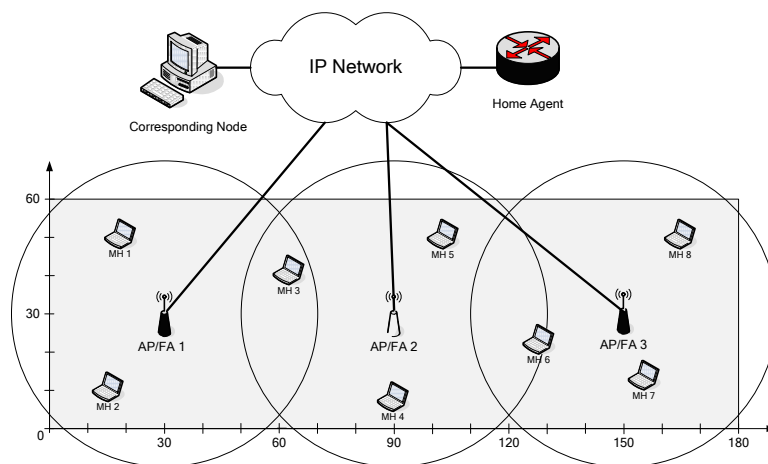 IP Network
Corresponding Node
Home Agent
60
MH 1
MH 5
MH 8
MH 3
30
AP/FA 1
AP/FA 2
AP/FA 3
MH 6
MH 2
MH 7
MH 4
0
30 60 90 120 150 180